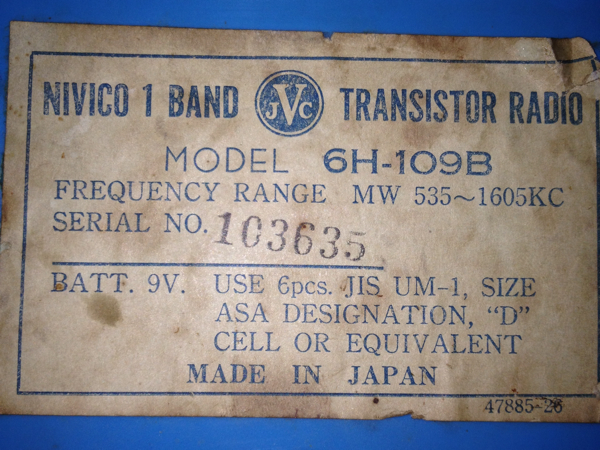 NIVICO 1 BAND JVC TRANSISTOR RADIO
MODEL 6H-109B
FREQUENCY RANGE MW 535~1605KC
SERIAL NO. 103635
BATT. 9V. USE 6pcs. JIS UM-1, SIZE
ASA DESIGNATION, "D"
CELL OR EQUIVALENT
MADE IN JAPAN
47885-26